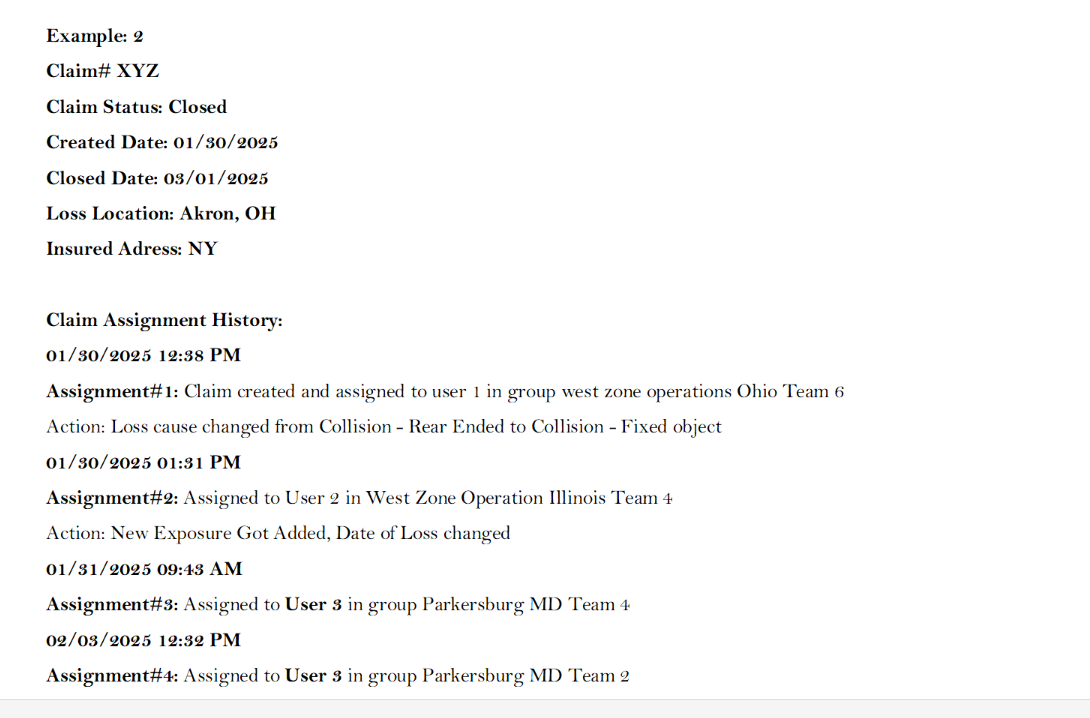 Example: 2
Claim# XYZ
Claim Status: Closed
Created Date: 01/30/2025
Closed Date: 03/01/2025
Loss Location: Akron, OH
Insured Adress: NY
Claim Assignment History:
01/30/2025 12:38 PM
Assignment#1: Claim created and assigned to user 1 in group west zone operations Ohio Team 6
Action: Loss cause changed from Collision - Rear Ended to Collision - Fixed object
01/30/2025 01:31 PM
Assignment#2: Assigned to User 2 in West Zone Operation Illinois Team 4
Action: New Exposure Got Added, Date of Loss changed
01/31/2025 09:43 AM
Assignment#3: Assigned to User 3 in group Parkersburg MD Team 4
02/03/2025 12:32 PM
Assignment#4: Assigned to User 3 in group Parkersburg MD Team 2